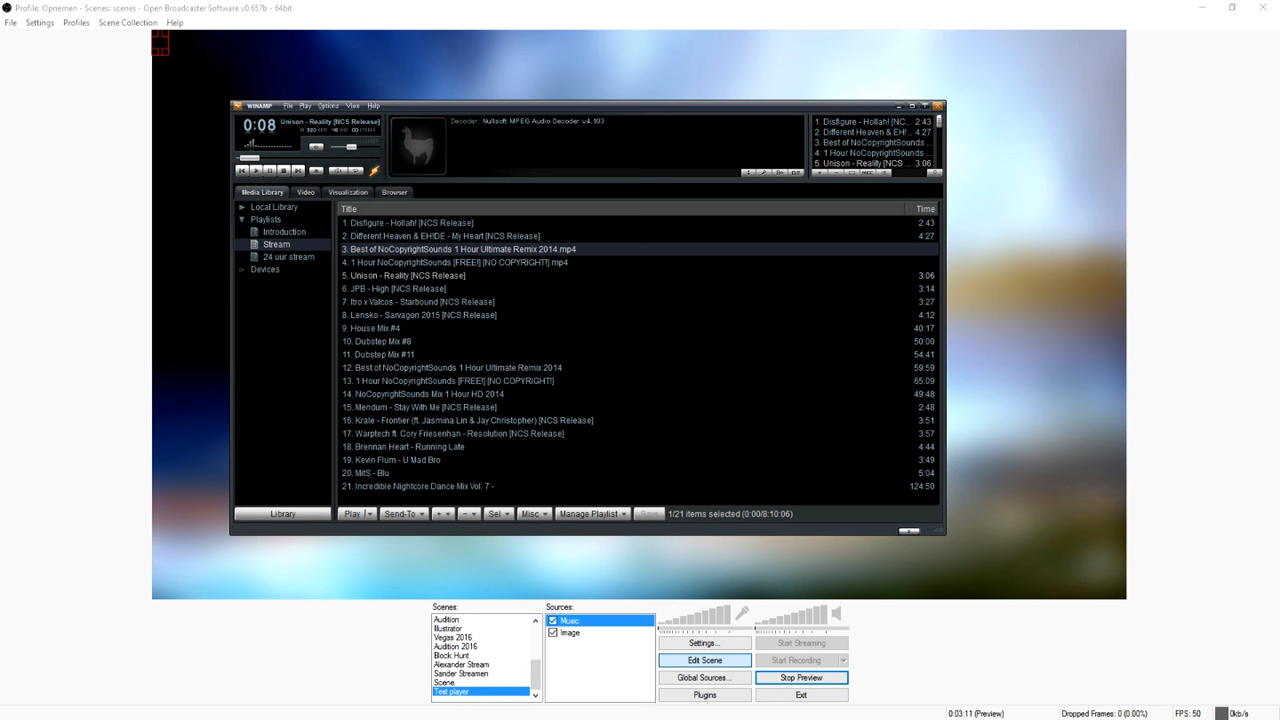 Profile: Opnemen - Scenes: scenes - Open Broadcaster Software v0.657b - 64bit
File Settings Profiles Scene Collection Help
WINAMP File Play Options View Help
0:08
Unison - Reality [NCS Release]
Decoder: Nullsoft MPEG Audio Decoder v4.103
1. Disfigure - Hollah! [NC... 2:43
2. Different Heaven & EH!... 4:27
3. Best of NoCopyrightSounds ...
4. 1 Hour NoCopyrightSounds ...
5. Unison - Reality [NCS ... 3:06
Media Library Video Visualization Browser
Local Library
Playlists
Introduction
Stream
24 uur stream
Devices
Library
Title Time
1. Disfigure - Hollah! [NCS Release] 2:43
2. Different Heaven & EH!DE - My Heart [NCS Release] 4:27
3. Best of NoCopyrightSounds 1 Hour Ultimate Remix 2014.mp4
4. 1 Hour NoCopyrightSounds [FREE!] [NO COPYRIGHT!].mp4
5. Unison - Reality [NCS Release] 3:06
6. JPB - High [NCS Release] 3:14
7. Itro x Valcos - Starbound [NCS Release] 3:27
8. Lensko - Sarvagon 2015 [NCS Release] 4:12
9. House Mix #4 40:17
10. Dubstep Mix #8 50:00
11. Dubstep Mix #11 54:41
12. Best of NoCopyrightSounds 1 Hour Ultimate Remix 2014 59:59
13. 1 Hour NoCopyrightSounds [FREE!] [NO COPYRIGHT!] 65:09
14. NoCopyrightSounds Mix 1 Hour HD 2014 49:48
15. Mendum - Stay With Me [NCS Release] 2:48
16. Krale - Frontier (ft. Jasmina Lin & Jay Christopher) [NCS Release] 3:51
17. Warptech ft. Cory Friesenhan - Resolution [NCS Release] 3:57
18. Brennan Heart - Running Late 4:44
19. Kevin Flum - U Mad Bro 3:49
20. MitS - Blu 5:04
21. Incredible Nightcore Dance Mix Vol. 7 - 124:50
Play Send-To + - Sel Misc Manage Playlist 1/21 items selected (0:00/8:10:06)
Scenes:
Audition
Illustrator
Vegas 2016
Audition 2016
Block Hunt
Alexander Stream
Sander Streamen
Scene
Test player
Sources:
Music
Image
Settings... Start Streaming
Edit Scene Start Recording
Global Sources... Stop Preview
Plugins Exit
0:03:11 (Preview) Dropped Frames: 0 (0.00%) FPS: 50 0kb/s